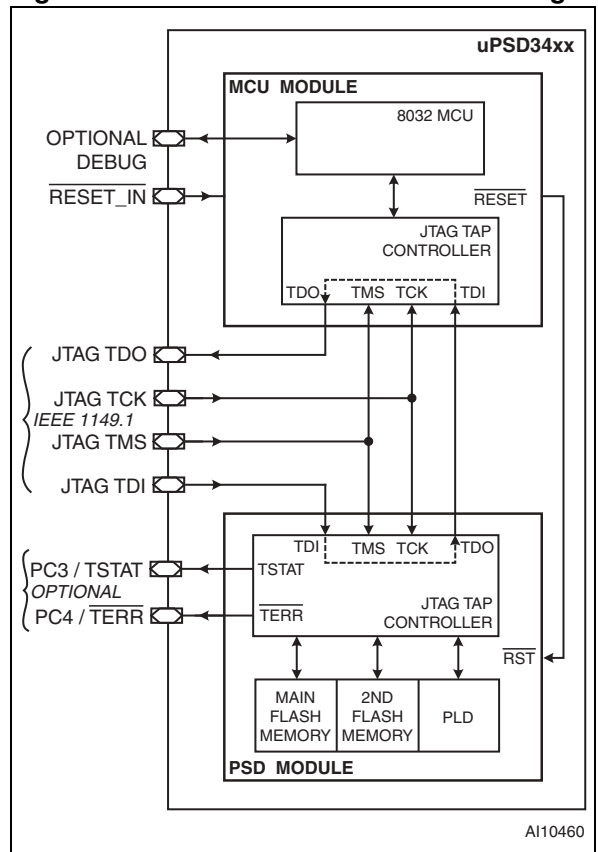 uPSD34xx
MCU MODULE
8032 MCU
OPTIONAL
DEBUG
RESET_IN
RESET
JTAG TAP
CONTROLLER
TDO TMS TCK TDI
JTAG TDO
JTAG TCK
IEEE 1149.1
JTAG TMS
JTAG TDI
TDI TMS TCK TDO
PC3 / TSTAT
TSTAT
OPTIONAL
PC4 / TERR
TERR
JTAG TAP
CONTROLLER
RST
MAIN
FLASH
MEMORY
2ND
FLASH
MEMORY
PLD
PSD MODULE
AI10460